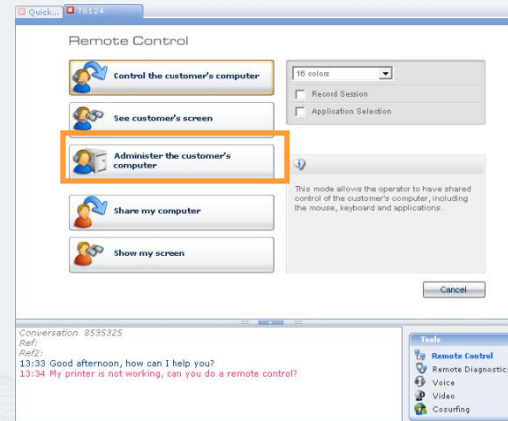 Quick...
78124
Remote Control
Control the customer's computer
See customer's screen
Administer the customer's
computer
Share my computer
Show my screen
16 colors
Record Session
Application Selection
This mode allows the operator to have shared
control of the customer's computer, including
the mouse, keyboard and applications.
Cancel
Conversation 8535325
Ref:
Ref2:
13:33 Good afternoon, how can I help you?
13:34 My printer is not working, can you do a remote control?
Tools
Remote Control
Remote Diagnostics
Voice
Video
Cosurfing